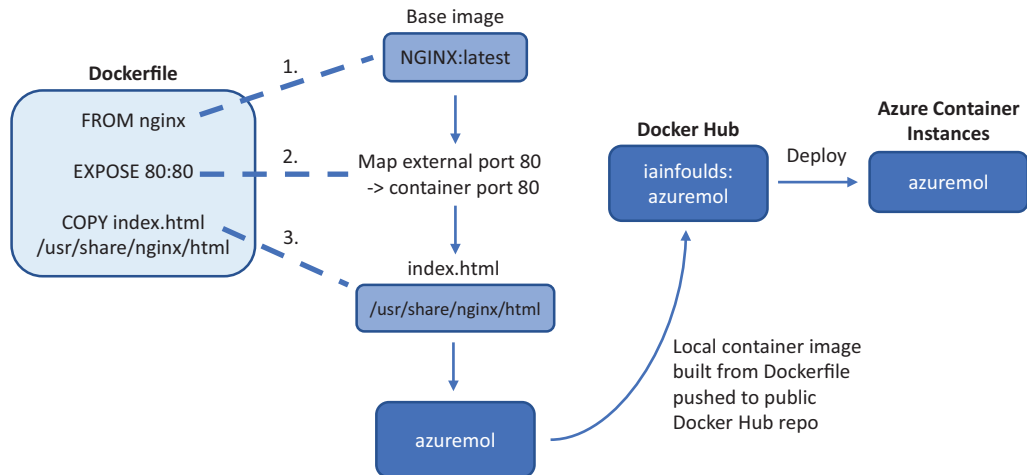 Dockerfile
FROM nginx
EXPOSE 80:80
COPY index.html
/usr/share/nginx/html
1.
2.
3.
Base image
NGINX:latest
Map external port 80
-> container port 80
index.html
/usr/share/nginx/html
azuremol
Local container image
built from Dockerfile
pushed to public
Docker Hub repo
Docker Hub
iainfoulds:
azuremol
Deploy
Azure Container
Instances
azuremol